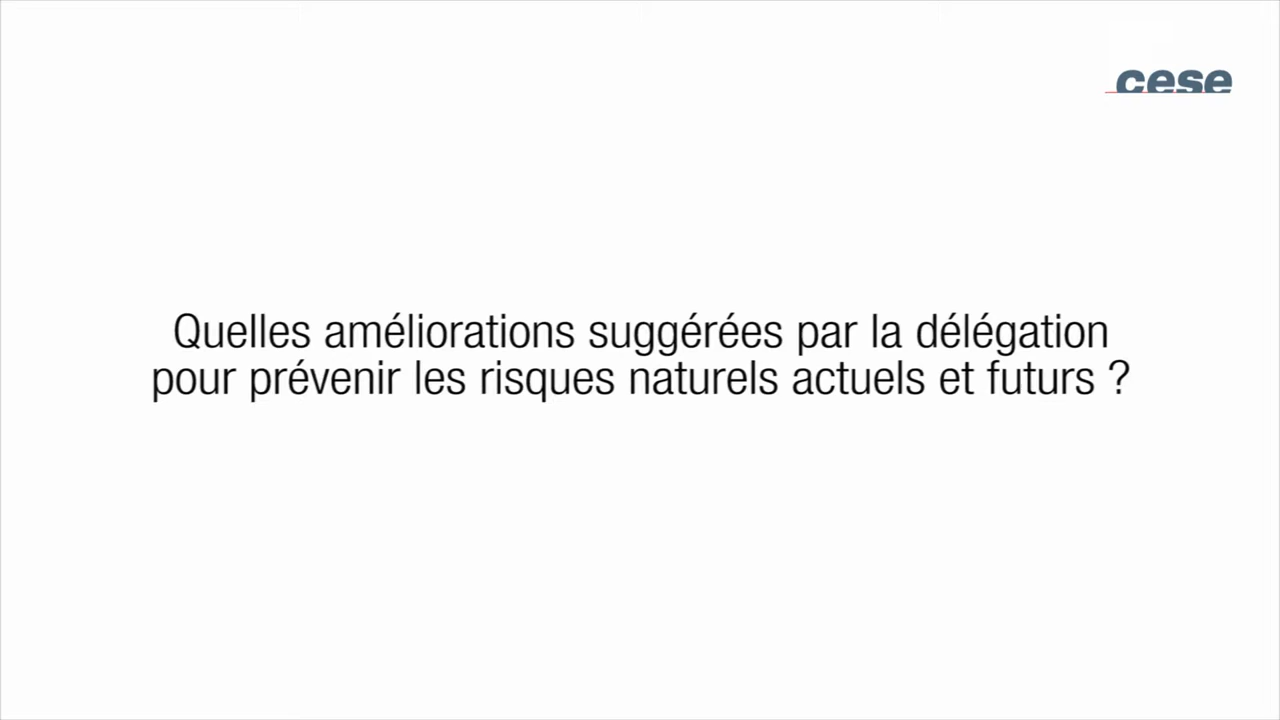 cese
Quelles améliorations suggérées par la délégation
pour prévenir les risques naturels actuels et futurs ?